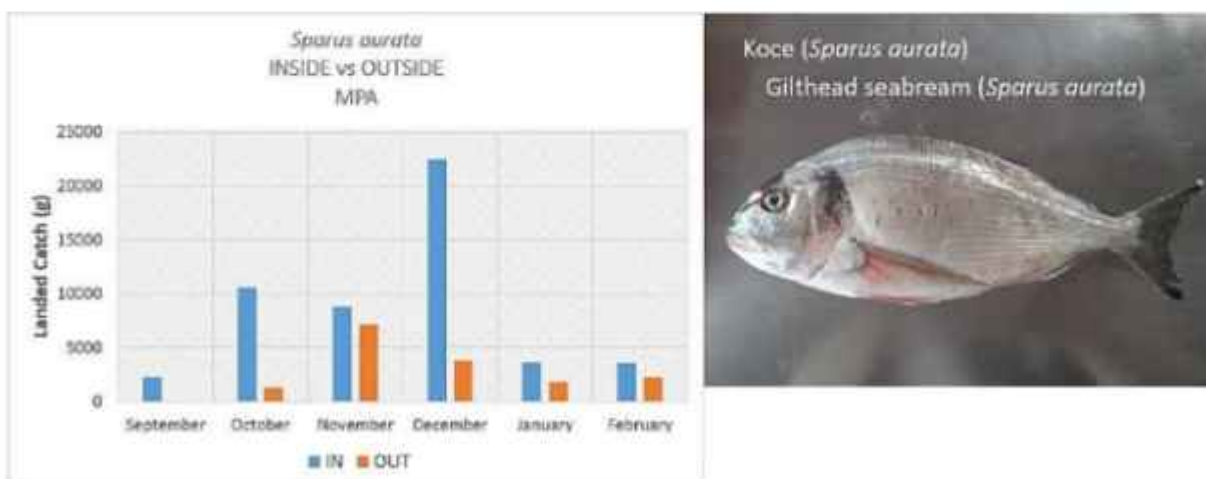 Sparus aurata
INSIDE vs OUTSIDE
MPA
Landed Catch (g)
25000
20000
15000
10000
5000
0
September October November December January February
IN OUT
Koce (Sparus aurata)
Gilthead seabream (Sparus aurata)